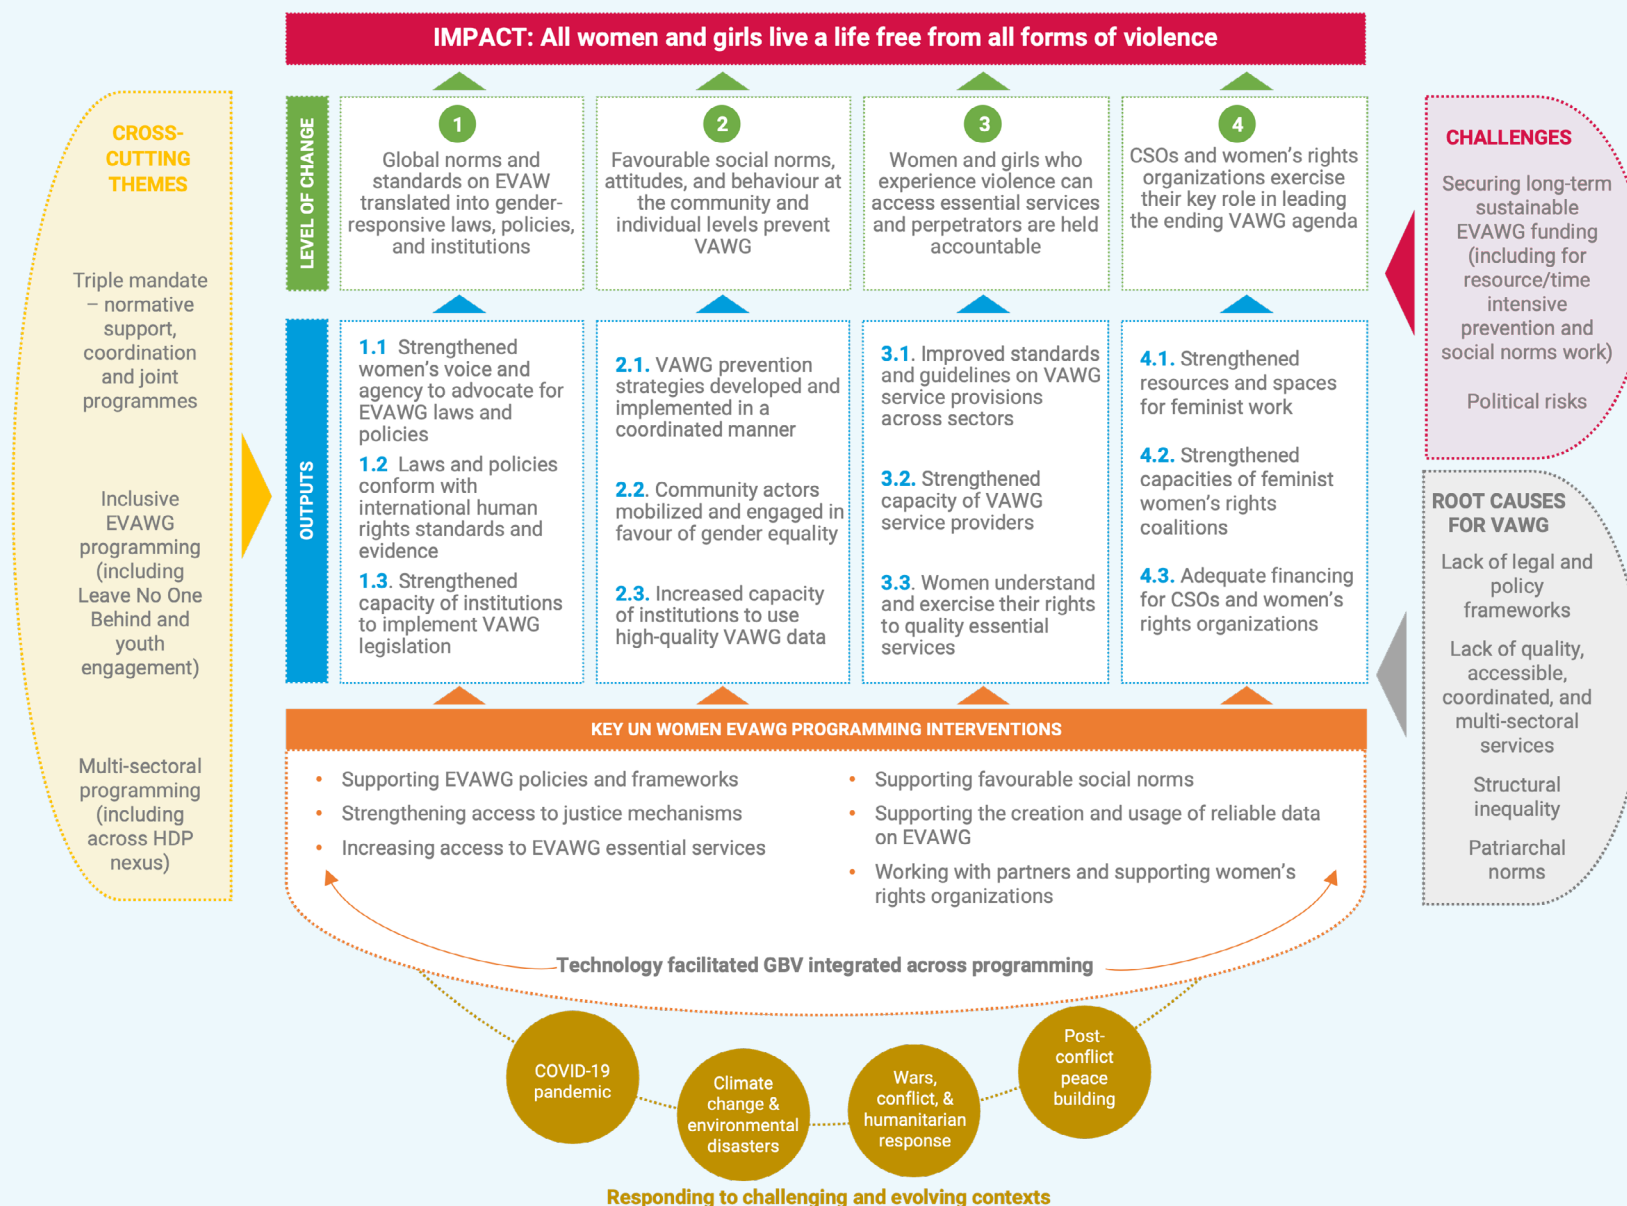 IMPACT: All women and girls live a life free from all forms of violence
CROSS-
CUTTING
THEMES
Triple mandate
– normative
support,
coordination
and joint
programmes
Inclusive
EVAWG
programming
(including
Leave No One
Behind and
youth
engagement)
Multi-sectoral
programming
(including
across HDP
nexus)
LEVEL OF CHANGE
1
Global norms and
standards on EVAW
translated into gender-
responsive laws, policies,
and institutions
2
Favourable social norms,
attitudes, and behaviour at
the community and
individual levels prevent
VAWG
3
Women and girls who
experience violence can
access essential services
and perpetrators are held
accountable
4
CSOs and women’s rights
organizations exercise
their key role in leading
the ending VAWG agenda
OUTPUTS
1.1 Strengthened
women’s voice and
agency to advocate for
EVAWG laws and
policies
1.2 Laws and policies
conform with
international human
rights standards and
evidence
1.3. Strengthened
capacity of institutions
to implement VAWG
legislation
2.1. VAWG prevention
strategies developed and
implemented in a
coordinated manner
2.2. Community actors
mobilized and engaged in
favour of gender equality
2.3. Increased capacity
of institutions to use
high-quality VAWG data
3.1. Improved standards
and guidelines on VAWG
service provisions
across sectors
3.2. Strengthened
capacity of VAWG
service providers
3.3. Women understand
and exercise their rights
to quality essential
services
4.1. Strengthened
resources and spaces
for feminist work
4.2. Strengthened
capacities of feminist
women’s rights
coalitions
4.3. Adequate financing
for CSOs and women’s
rights organizations
KEY UN WOMEN EVAWG PROGRAMMING INTERVENTIONS
• Supporting EVAWG policies and frameworks
• Strengthening access to justice mechanisms
• Increasing access to EVAWG essential services
• Supporting favourable social norms
• Supporting the creation and usage of reliable data
on EVAWG
• Working with partners and supporting women’s
rights organizations
Technology facilitated GBV integrated across programming
COVID-19
pandemic
Climate
change &
environmental
disasters
Wars,
conflict, &
humanitarian
response
Post-
conflict
peace
building
Responding to challenging and evolving contexts
CHALLENGES
Securing long-term
sustainable
EVAWG funding
(including for
resource/time
intensive
prevention and
social norms work)
Political risks
ROOT CAUSES
FOR VAWG
Lack of legal and
policy
frameworks
Lack of quality,
accessible,
coordinated, and
multi-sectoral
services
Structural
inequality
Patriarchal
norms